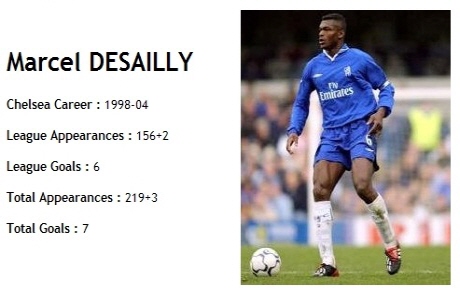 Marcel DESAILLY
Chelsea Career : 1998-04
League Appearances : 156+2
League Goals : 6
Total Appearances : 219+3
Total Goals : 7
Fly
Emirates
6